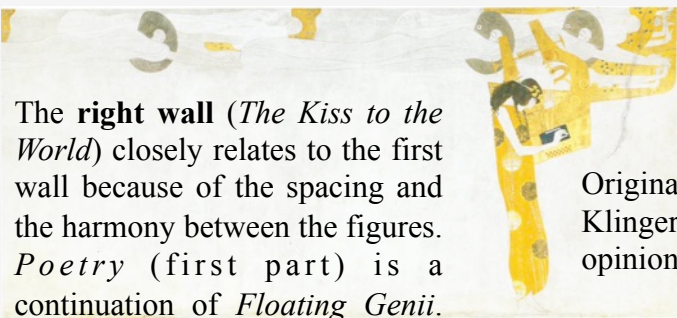 The right wall (The Kiss to the
World) closely relates to the first
wall because of the spacing and
the harmony between the figures.
Poetry (first part) is a
continuation of Floating Genii.
Origina
Klinger
opinion